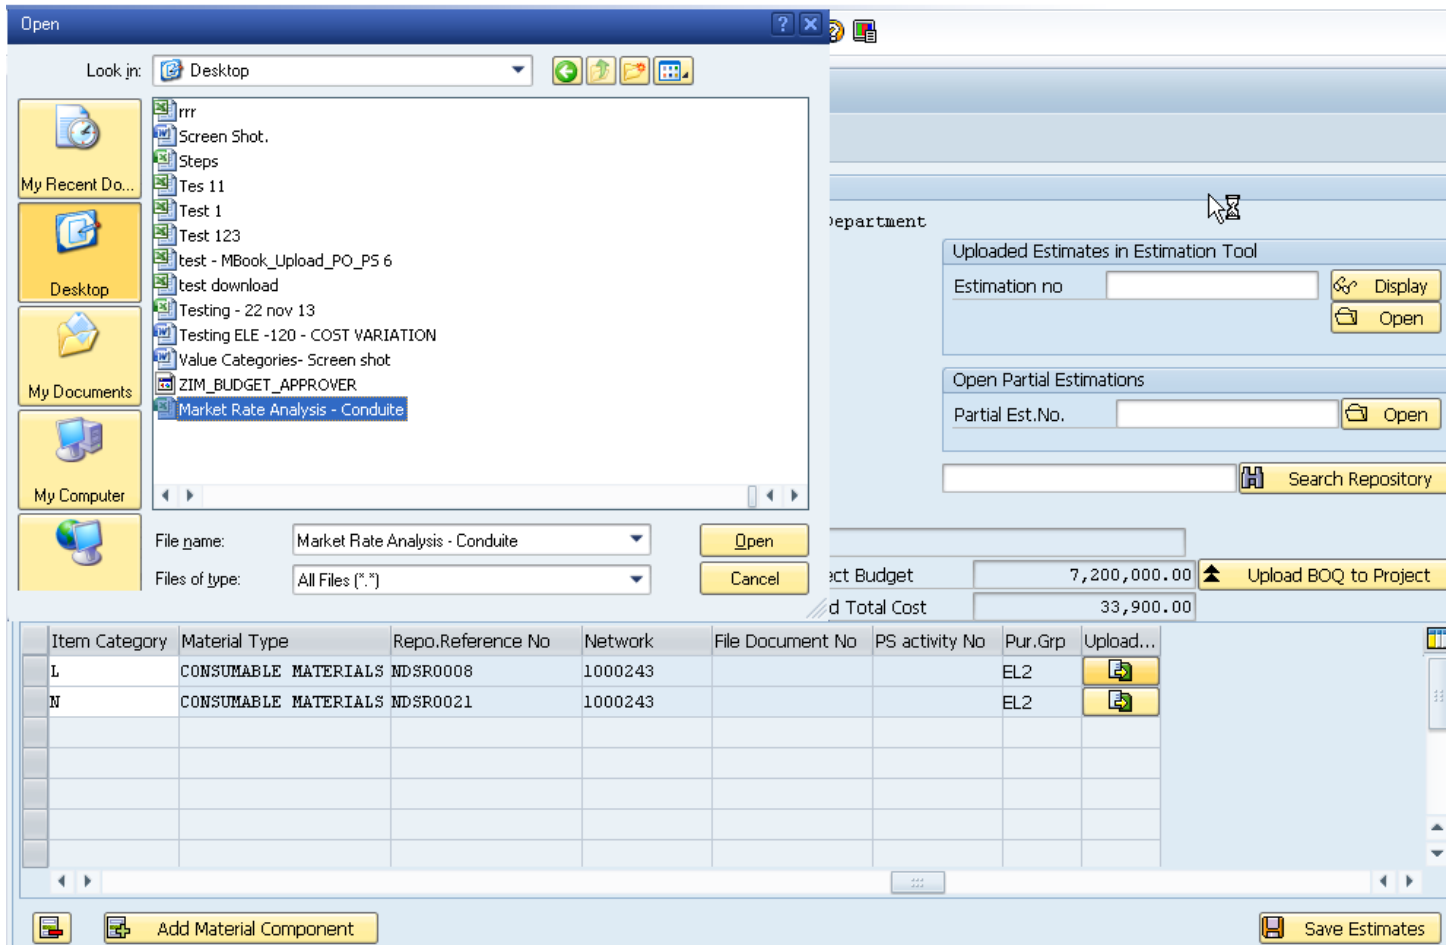 Open
Look in: Desktop
My Recent Do...
Desktop
My Documents
My Computer
rrr
Screen Shot.
Steps
Tes 11
Test 1
Test 123
test - MBook_Upload_PO_PS 6
test download
Testing - 22 nov 13
Testing ELE -120 - COST VARIATION
Value Categories- Screen shot
ZIM_BUDGET_APPROVER
Market Rate Analysis - Conduite
File name: Market Rate Analysis - Conduite Open
Files of type: All Files (*.*) Cancel
Department
Uploaded Estimates in Estimation Tool
Estimation no Display
Open
Open Partial Estimations
Partial Est.No. Open
Search Repository
ect Budget 7,200,000.00 Upload BOQ to Project
d Total Cost 33,900.00
Item Category Material Type Repo.Reference No Network File Document No PS activity No Pur.Grp Upload...
L CONSUMABLE MATERIALS NDSR0008 1000243 EL2
N CONSUMABLE MATERIALS NDSR0021 1000243 EL2
Add Material Component Save Estimates